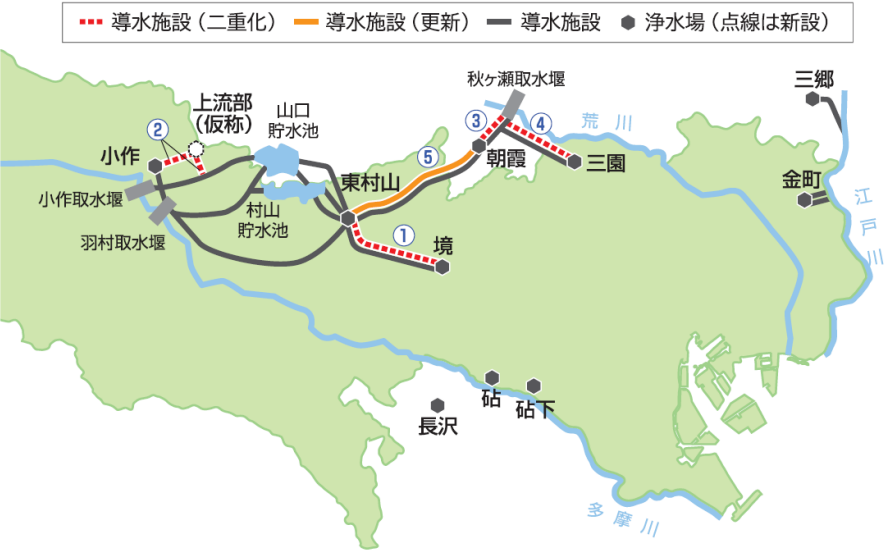 導水施設（二重化） 導水施設（更新） 導水施設 浄水場（点線は新設）
秋ヶ瀬取水堰
三郷
上流部
（仮称）
山口
貯水池
②
③
④
荒川
小作
⑤
朝霞
三園
東村山
金町
小作取水堰
村山
貯水池
江戸川
羽村取水堰
①
境
砧
砧下
長沢
多摩川